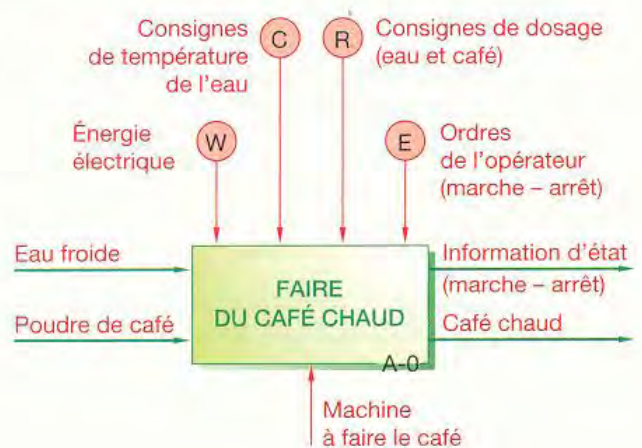 Consignes
de température
de l'eau
C
R
Consignes de dosage
(eau et café)
Énergie
électrique
W
E
Ordres
de l'opérateur
(marche – arrêt)
Eau froide
Poudre de café
FAIRE
DU CAFÉ CHAUD
A-0
Information d'état
(marche – arrêt)
Café chaud
Machine
à faire le café